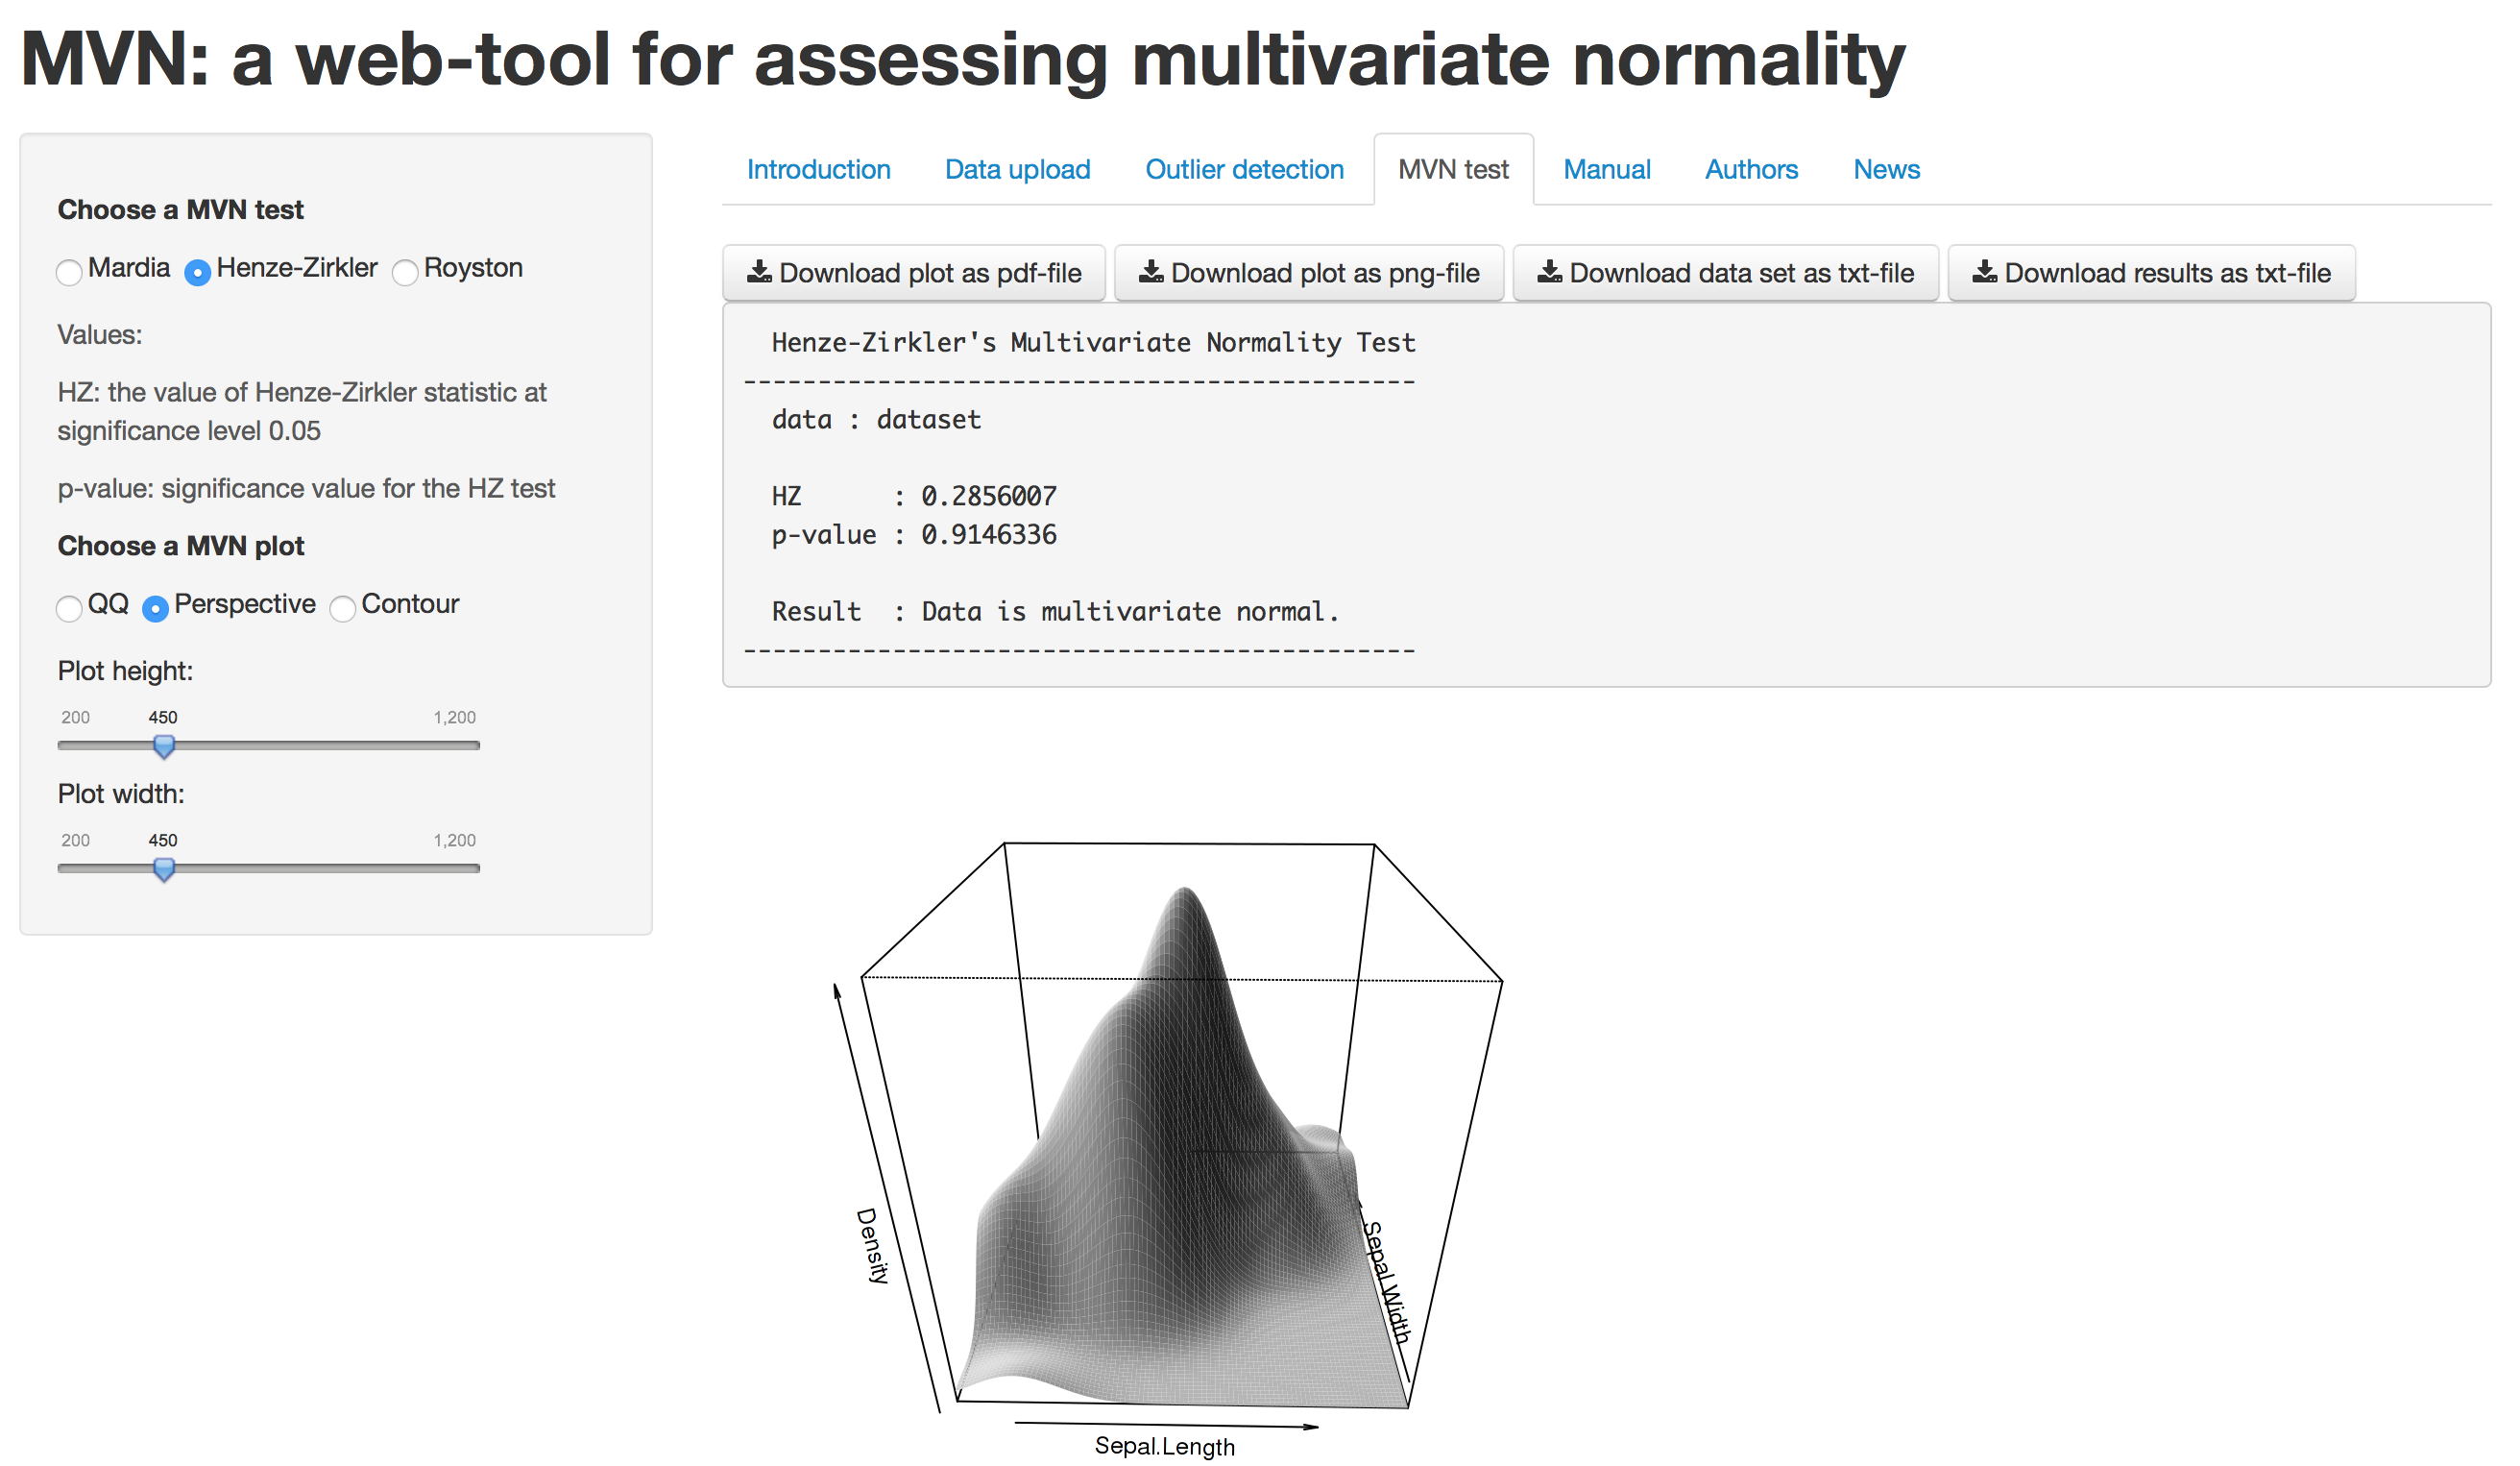 MVN: a web-tool for assessing multivariate normality
Choose a MVN test
Mardia Henze-Zirkler Royston
Values:
HZ: the value of Henze-Zirkler statistic at
significance level 0.05
p-value: significance value for the HZ test
Choose a MVN plot
QQ Perspective Contour
Plot height:
200 450 1,200
Plot width:
200 450 1,200
Introduction Data upload Outlier detection MVN test Manual Authors News
Download plot as pdf-file Download plot as png-file Download data set as txt-file Download results as txt-file
Henze-Zirkler's Multivariate Normality Test
---------------------------------------------
data : dataset
HZ : 0.2856007
p-value : 0.9146336
Result : Data is multivariate normal.
---------------------------------------------
Density
Sepal.Width
Sepal.Length